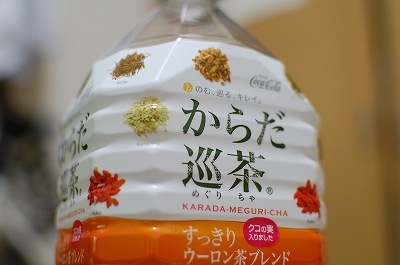 Coca-Cola
のむ、巡る、キレイ。
からだ
巡茶®
めぐり ちゃ
KARADA-MEGURI-CHA
クコの実
入りました
すっきり
ウーロン茶ブレンド